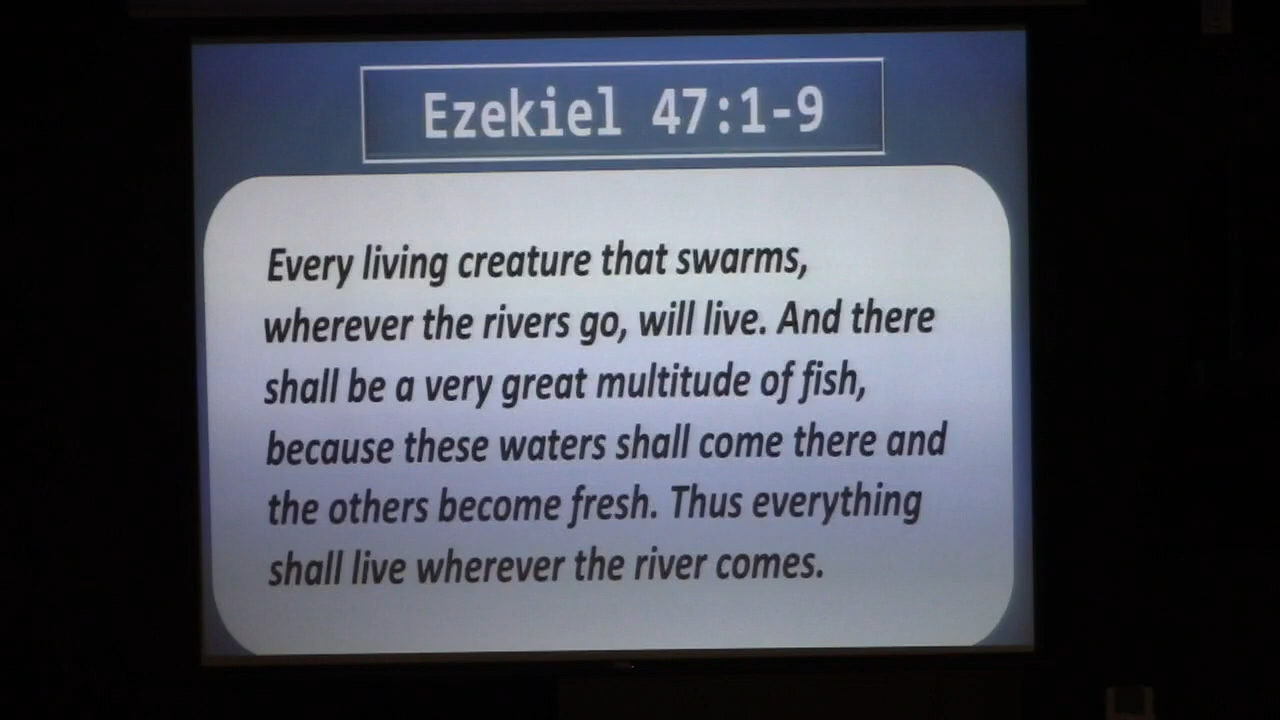 Ezekiel 47:1-9
Every living creature that swarms,
wherever the rivers go, will live. And there
shall be a very great multitude of fish,
because these waters shall come there and
the others become fresh. Thus everything
shall live wherever the river comes.